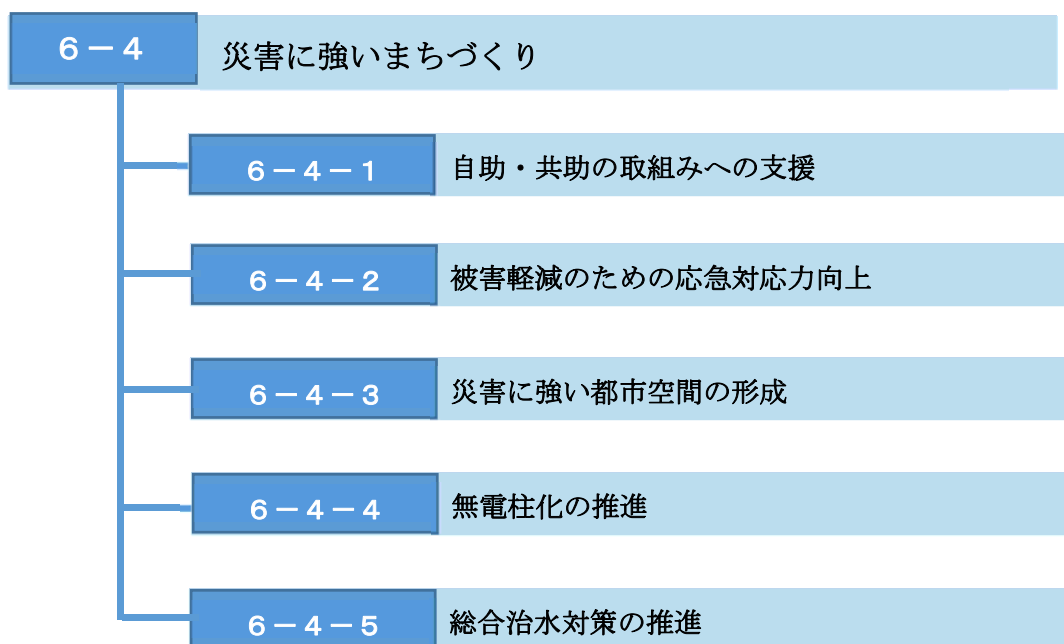 ６－４
災害に強いまちづくり
６－４－１
自助・共助の取組みへの支援
６－４－２
被害軽減のための応急対応力向上
６－４－３
災害に強い都市空間の形成
６－４－４
無電柱化の推進
６－４－５
総合治水対策の推進